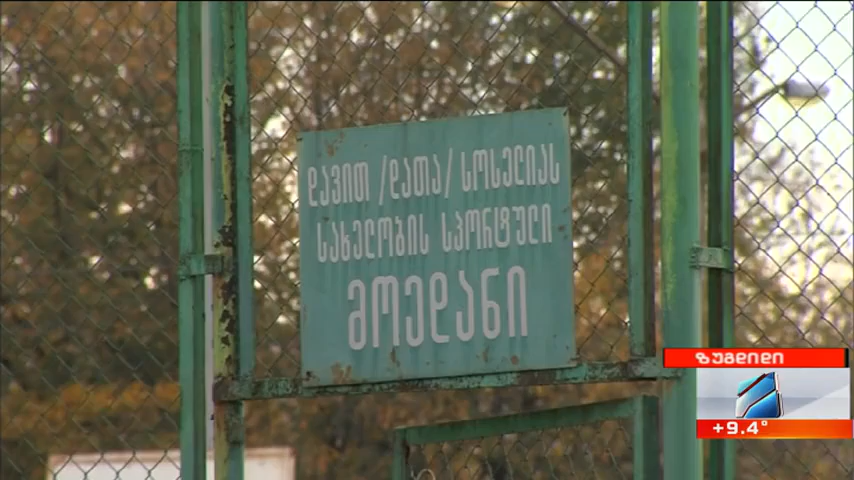 დავით /დათა/ სოსელიას
სახელობის სპორტული
მოედანი
ზუგდიდი
+9.4°